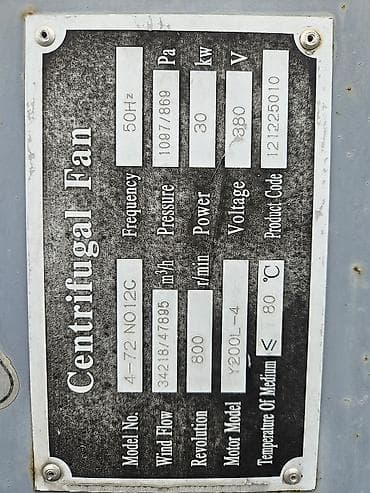 Centrifugal Fan
Model No. 4-72 NO12C Frequency 50Hz
Wind Flow 34218/47895 m³/h Pressure 1097/869 Pa
Revolution 800 r/min Power 30 kw
Motor Model Y200L-4 Voltage 380 V
Temperature Of Medium ≤ 80 ℃ Product Code 121225010